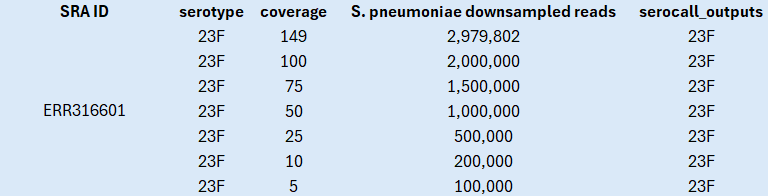 SRA ID serotype coverage S. pneumoniae downsampled reads serocall_outputs
23F 149 2,979,802 23F
23F 100 2,000,000 23F
23F 75 1,500,000 23F
ERR316601 23F 50 1,000,000 23F
23F 25 500,000 23F
23F 10 200,000 23F
23F 5 100,000 23F